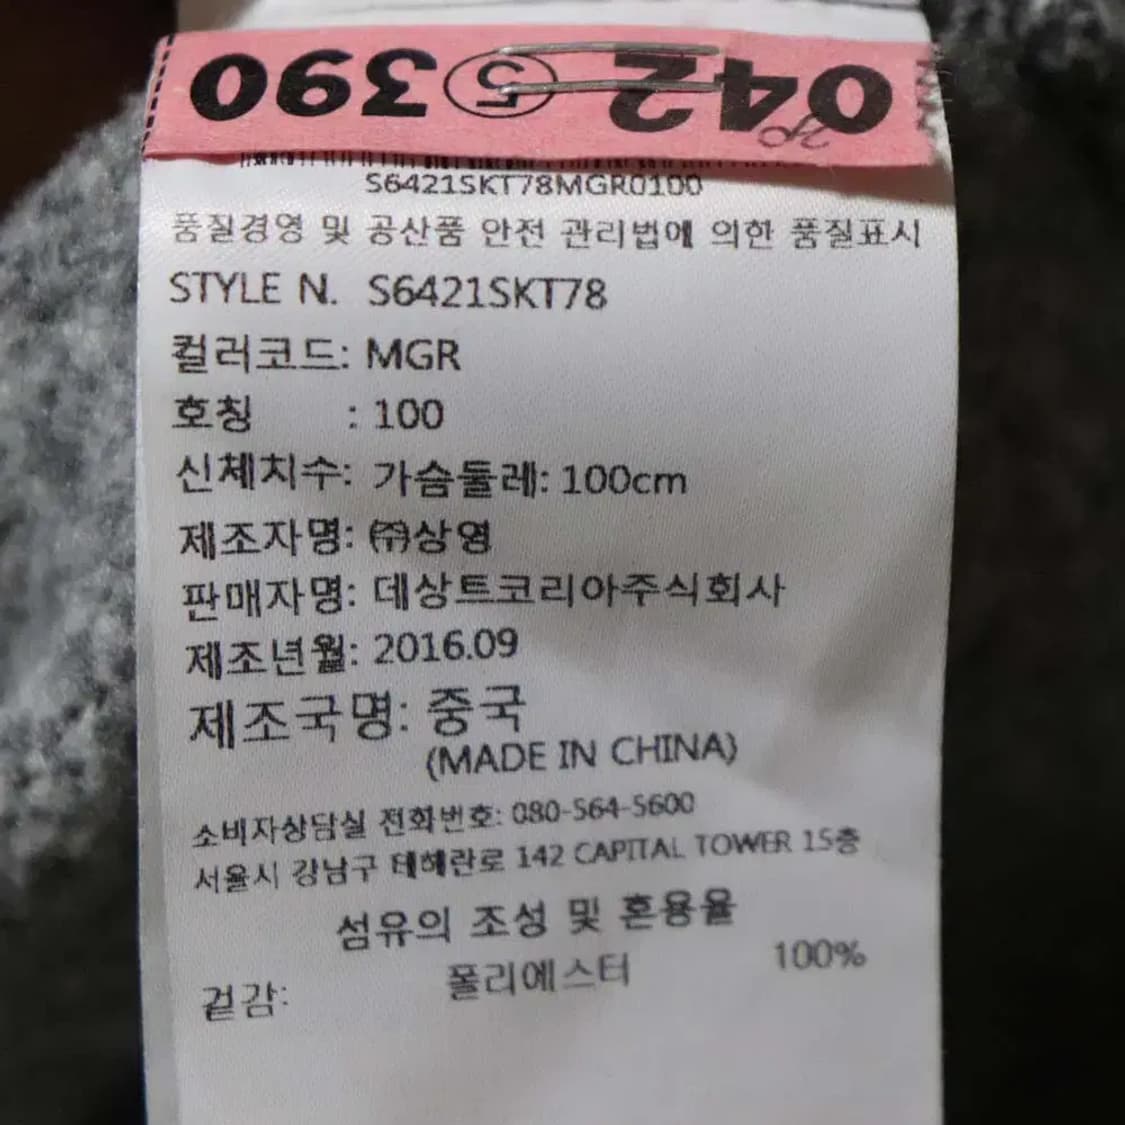 042 ⑤ 390
S6421SKT78MGR0100
품질경영 및 공산품 안전 관리법에 의한 품질표시
STYLE N. S6421SKT78
컬러코드: MGR
호칭 : 100
신체치수: 가슴둘레: 100cm
제조자명: ㈜상영
판매자명: 데상트코리아주식회사
제조년월: 2016.09
제조국명: 중국
(MADE IN CHINA)
소비자상담실 전화번호: 080-564-5600
서울시 강남구 테헤란로 142 CAPITAL TOWER 15층
섬유의 조성 및 혼용율
겉감: 폴리에스터 100%